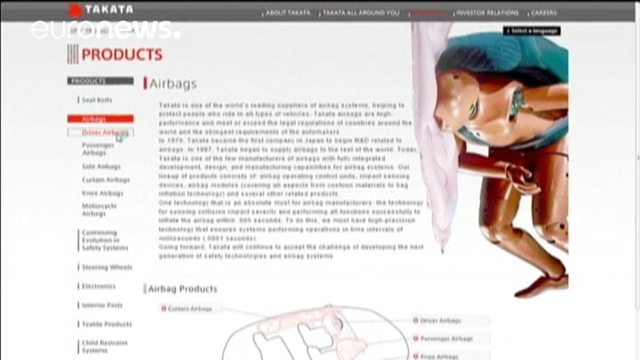 TAKATA
euronews.
ABOUT TAKATA
TAKATA ALL AROUND YOU
INVESTOR RELATIONS
CAREERS
Select a language
PRODUCTS
PRODUCTS
Seat Belts
Airbags
Driver Airbags
Passenger
Airbags
Side Airbags
Curtain Airbags
Knee Airbags
Motorcycle
Airbags
Continuing
Evolution in
Safety Systems
Steering Wheels
Electronics
Interior Parts
Textile Products
Child Restraint
Systems
Airbags
Takata is one of the world's leading suppliers of airbag systems, helping to
protect people who ride in all types of vehicles. Takata airbags are high-
performance and meet or exceed the legal regulations of countries around the
world and the stringent requirements of the automakers
In 1976, Takata became the first company in Japan to begin R&D related to
airbags. In 1987, Takata began to supply airbags to the rest of the world. Today
Takata is one of the few manufacturers of airbags with fully integrated
development, design, and manufacturing capabilities for airbag systems. Our
lineup of products consists of: airbag operating control units, impact sensing
devices, airbag modules (covering all aspects from cushion materials to bag
inflation technology) and several other related products.
One technology that is an absolute must for airbag manufacturers: the technology
for sensing collision impact severity and performing all functions successfully to
inflate the airbag within .005 seconds. To do this, we must have high-precision
technology that ensures systems performing operations in time intervals of
milliseconds (.0001 seconds)
Going forward, Takata will continue to accept the challenge of developing the next
generation of safety technologies and airbag systems
Airbag Products
Curtain Airbags
Driver Airbags
Passenger Airbags
Knee Airbags